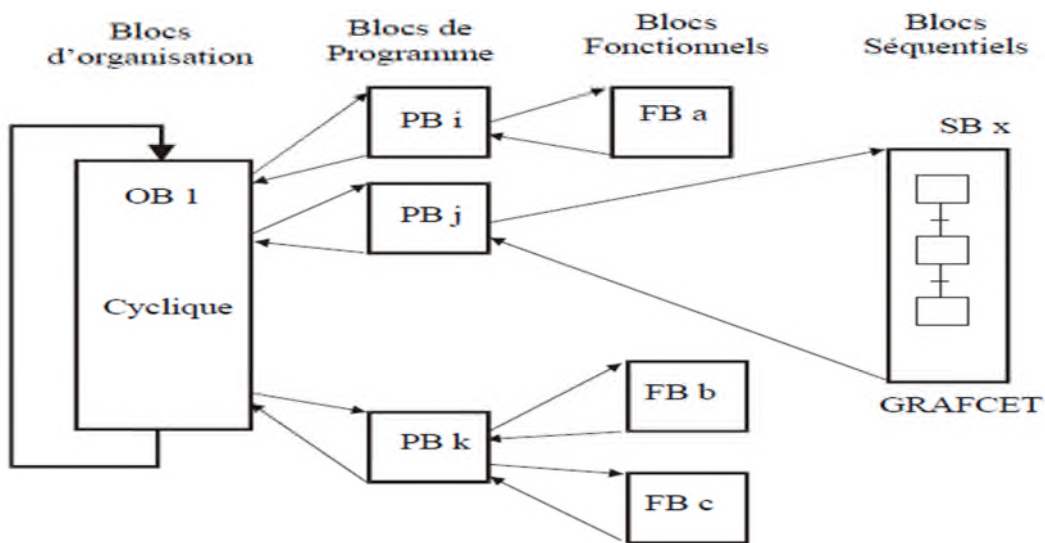 Blocs
d'organisation
Blocs de
Programme
Blocs
Fonctionnels
Blocs
Séquentiels
PB i
FB a
SB x
OB 1
PB j
Cyclique
FB b
GRAFCET
PB k
FB c